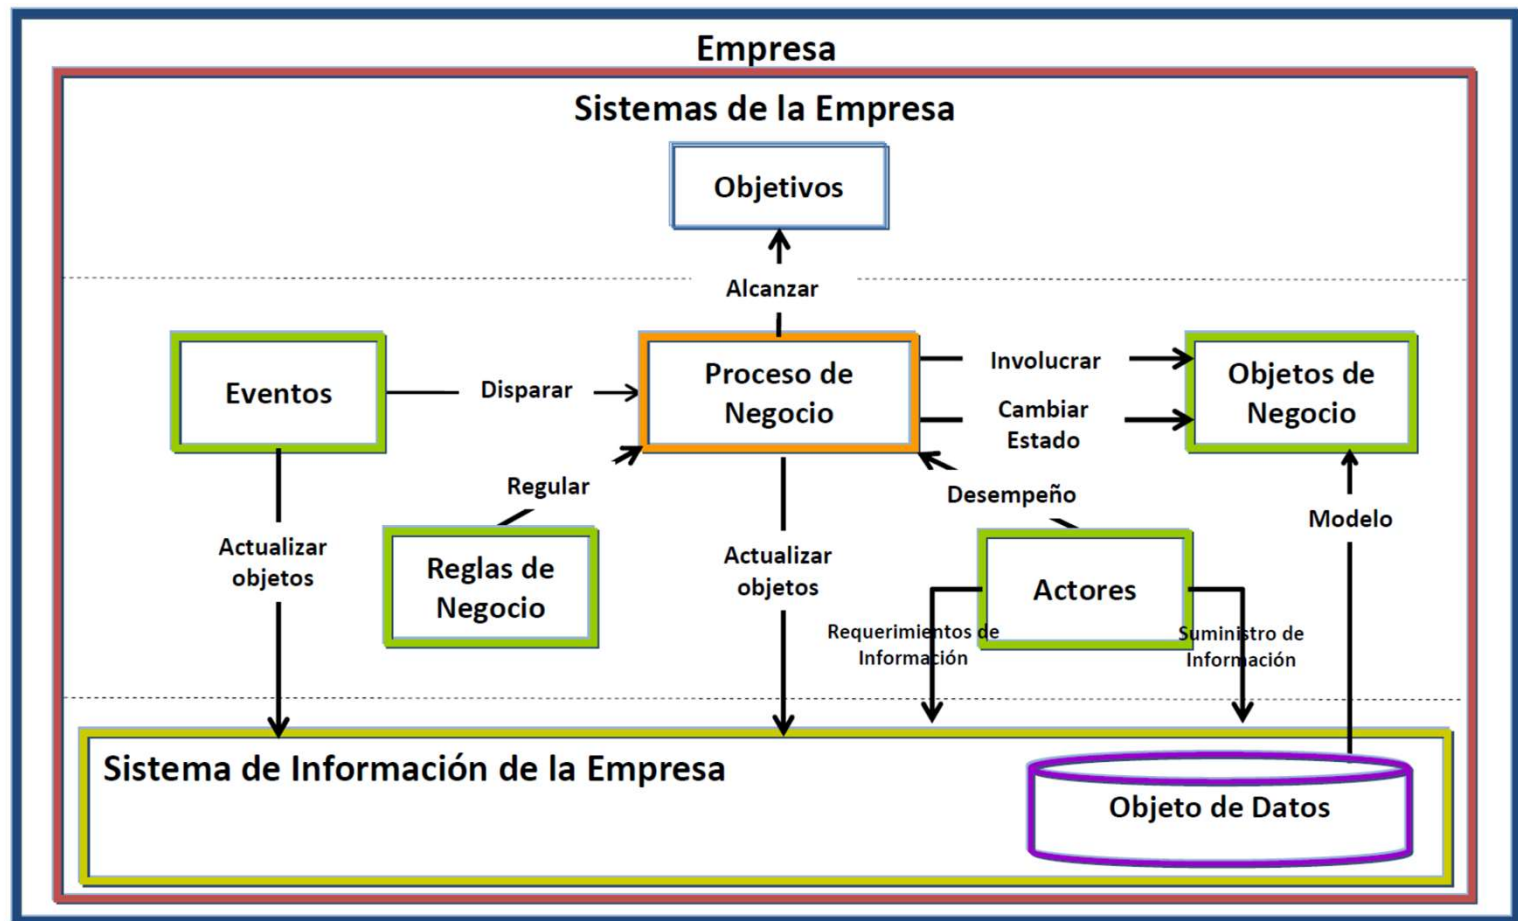 Empresa
Sistemas de la Empresa
Objetivos
Alcanzar
Eventos
Disparar
Proceso de
Negocio
Involucrar
Cambiar
Estado
Objetos de
Negocio
Regular
Desempeño
Modelo
Actualizar
objetos
Reglas de
Negocio
Actualizar
objetos
Actores
Requerimientos de
Información
Suministro de
Información
Sistema de Información de la Empresa
Objeto de Datos